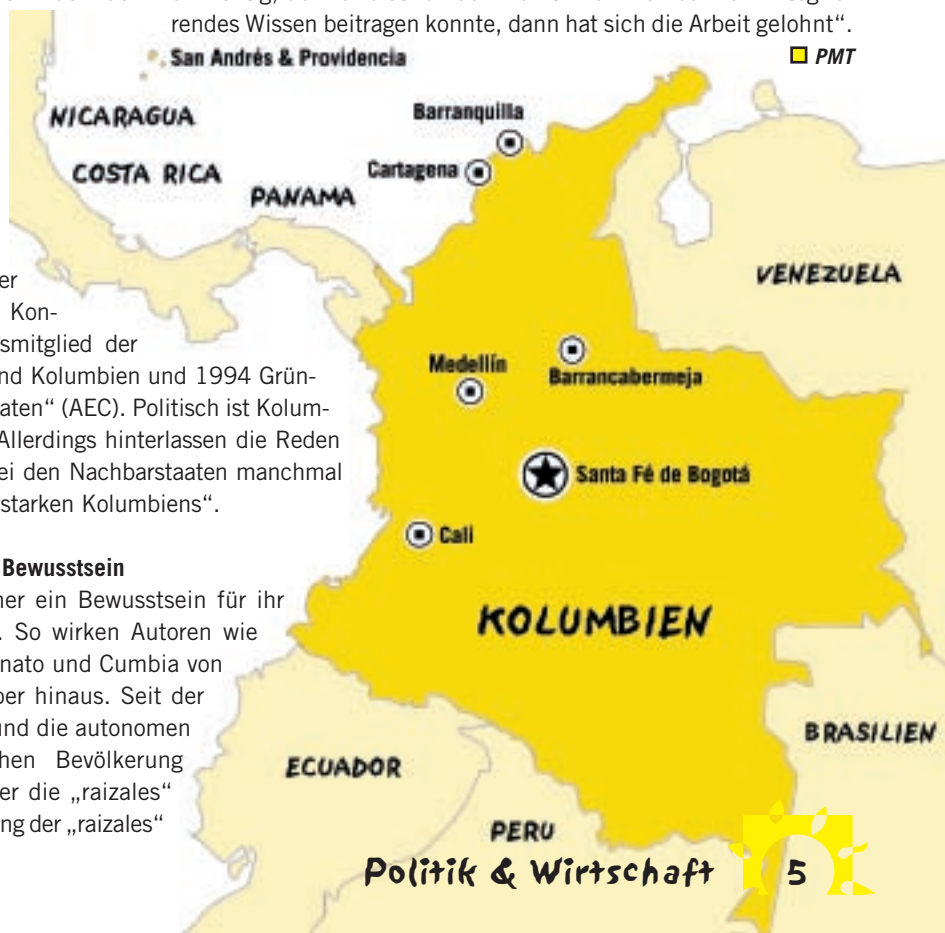 rendes Wissen beitragen konnte, dann hat sich die Arbeit gelohnt“.
PMT
San Andrés & Providencia
NICARAGUA
COSTA RICA
PANAMA
Barranquilla
Cartagena
VENEZUELA
Medellín
Barrancabermeja
Santa Fé de Bogotá
Cali
KOLUMBIEN
ECUADOR
PERU
BRASILIEN
er
Kon-
smitglied der
nd Kolumbien und 1994 Grün-
aaten“ (AEC). Politisch ist Kolum-
Allerdings hinterlassen die Reden
ei den Nachbarstaaten manchmal
starken Kolumbiens“.
Bewusstsein
ner ein Bewusstsein für ihr
. So wirken Autoren wie
nato und Cumbia von
ber hinaus. Seit der
und die autonomen
chen Bevölkerung
er die „raizales“
ng der „raizales“
Politik & Wirtschaft 5